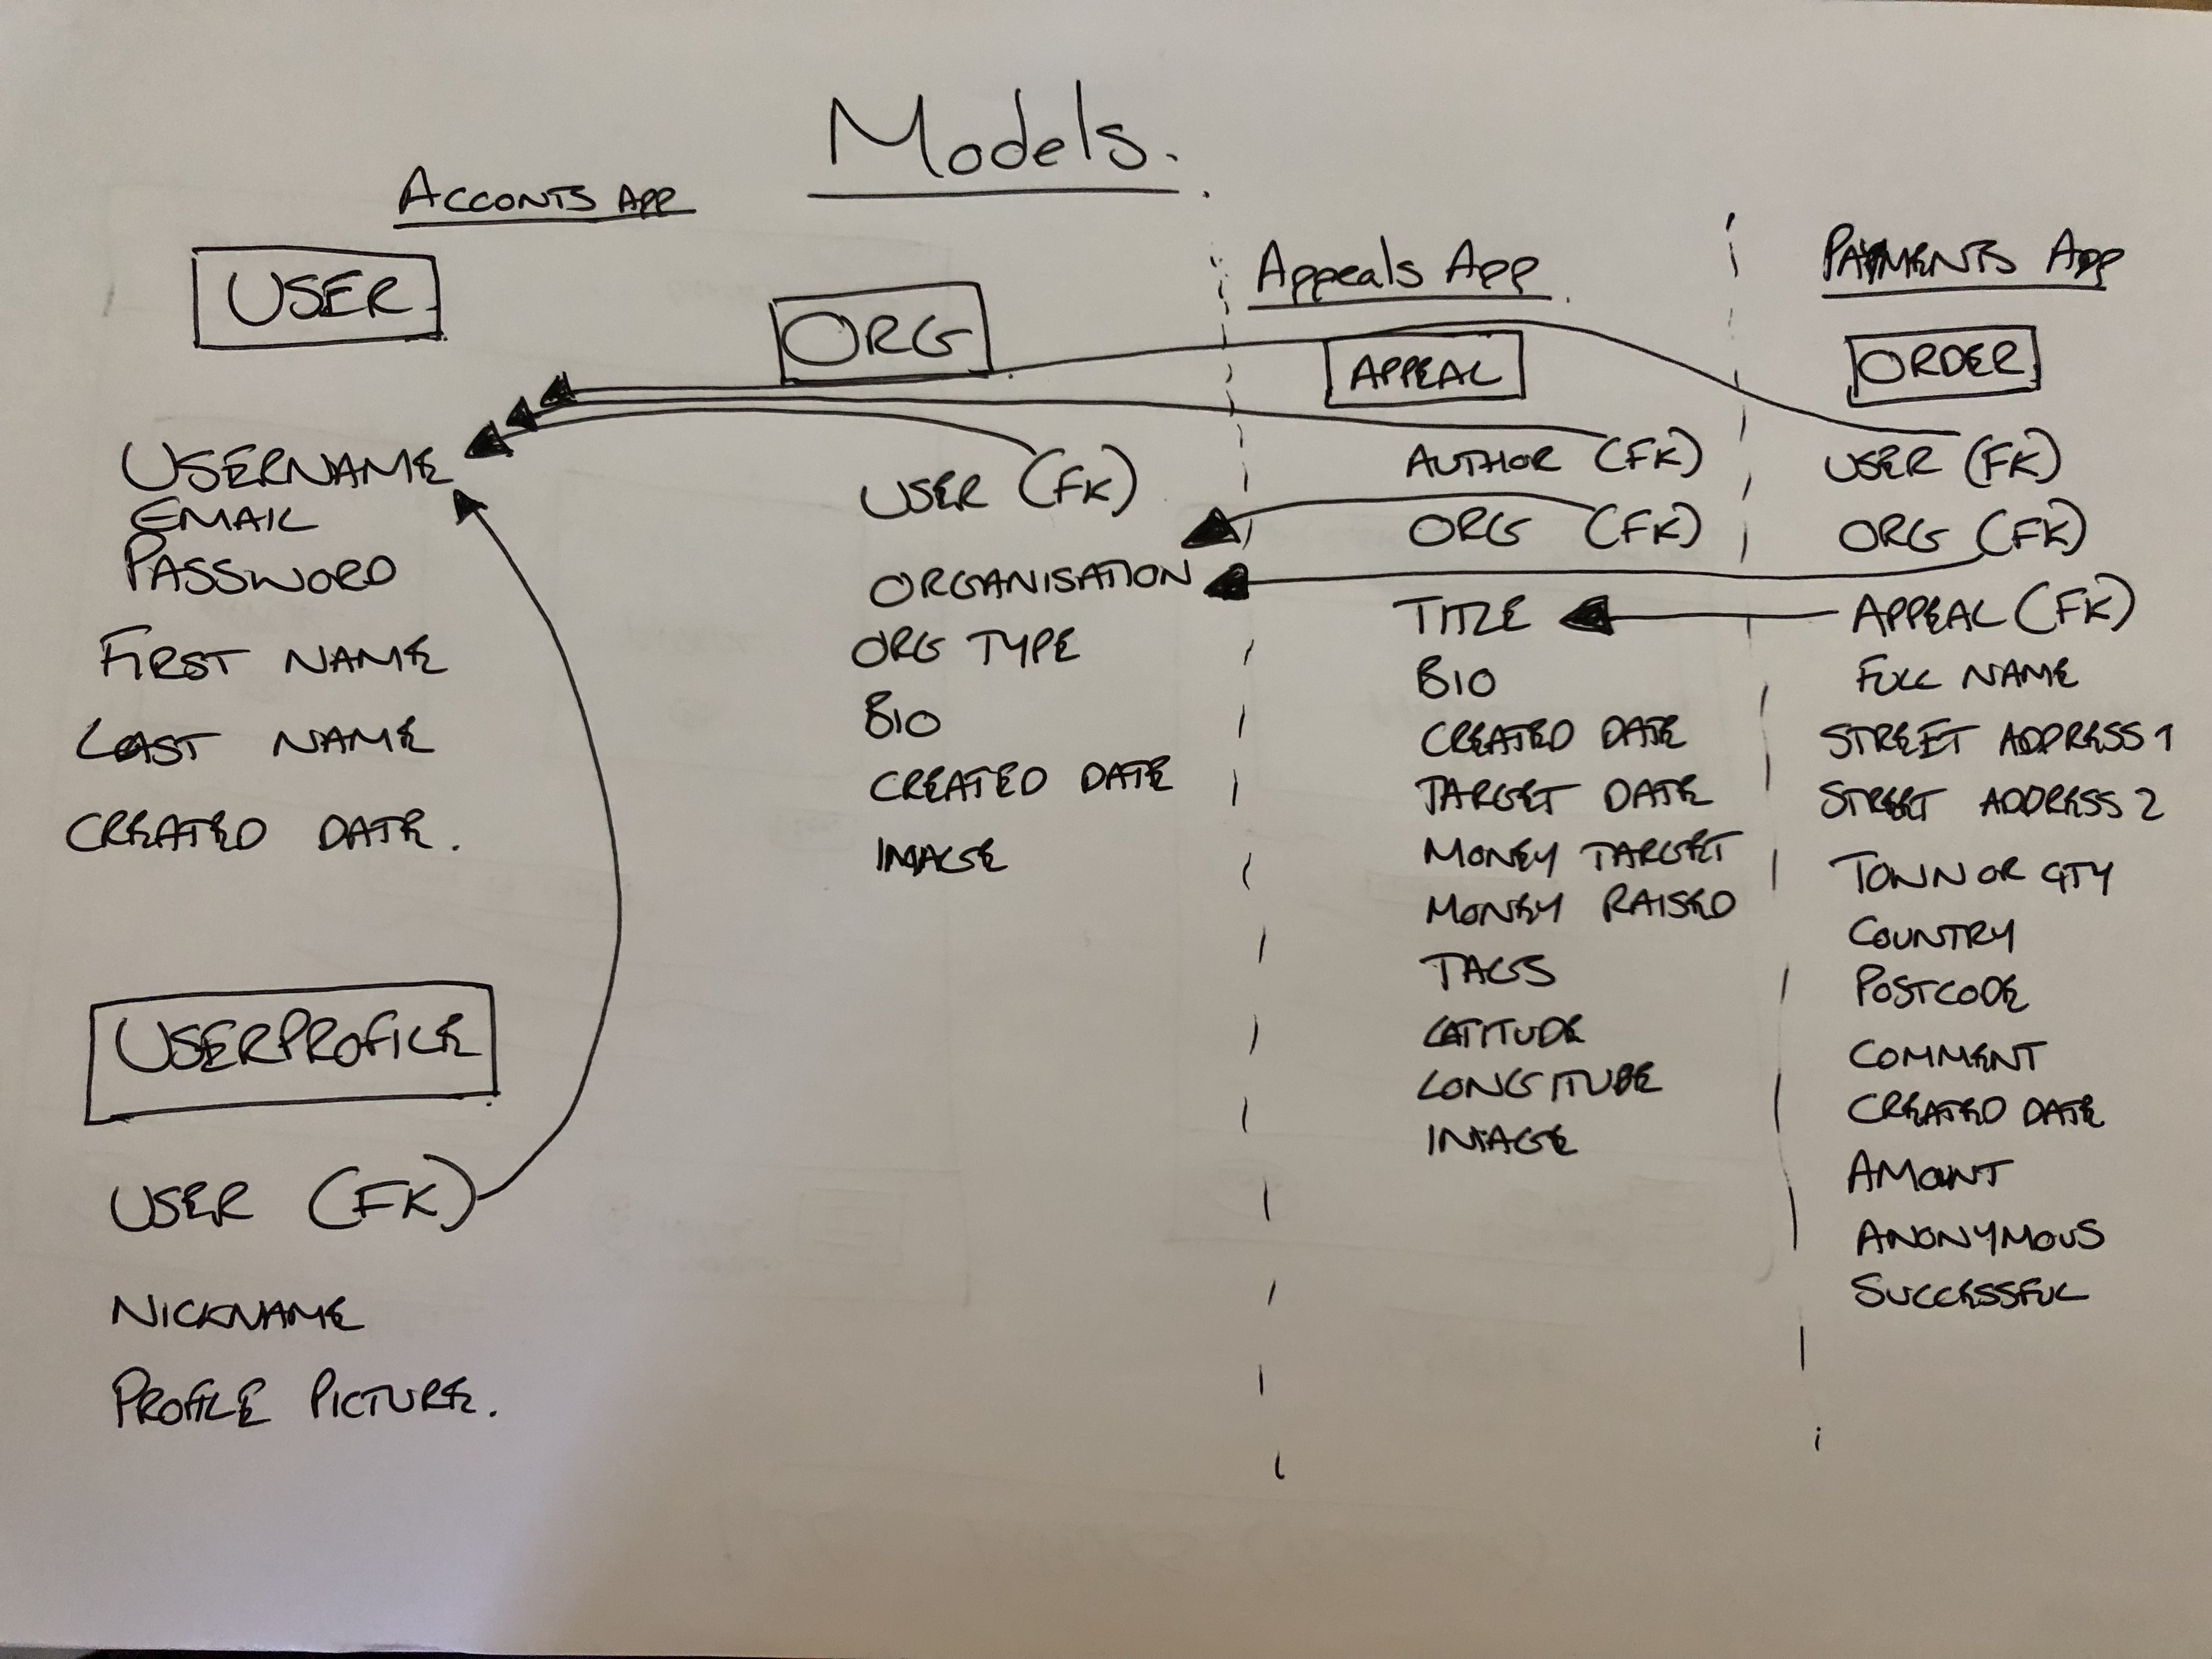 Models.
Acconts App
USER
USERNAME
EMAIL
PASSWORD
FIRST NAME
LAST NAME
CREATED DATE.
USERPROFILE
USER (FK)
NICKNAME
PROFILE PICTURE.
ORG
USER (FK)
ORGANISATION
ORG TYPE
BIO
CREATED DATE
IMAGE
Appeals App
APPEAL
AUTHOR (FK)
ORG (FK)
TITLE
BIO
CREATED DATE
TARGET DATE
MONEY TARGET
MONEY RAISED
TAGS
LATITUDE
LONGITUDE
IMAGE
PAYMENTS APP
ORDER
USER (FK)
ORG (FK)
APPEAL (FK)
FULL NAME
STREET ADDRESS 1
STREET ADDRESS 2
TOWN OR CITY
COUNTRY
POSTCODE
COMMENT
CREATED DATE
AMOUNT
ANONYMOUS
SUCCESSFUL